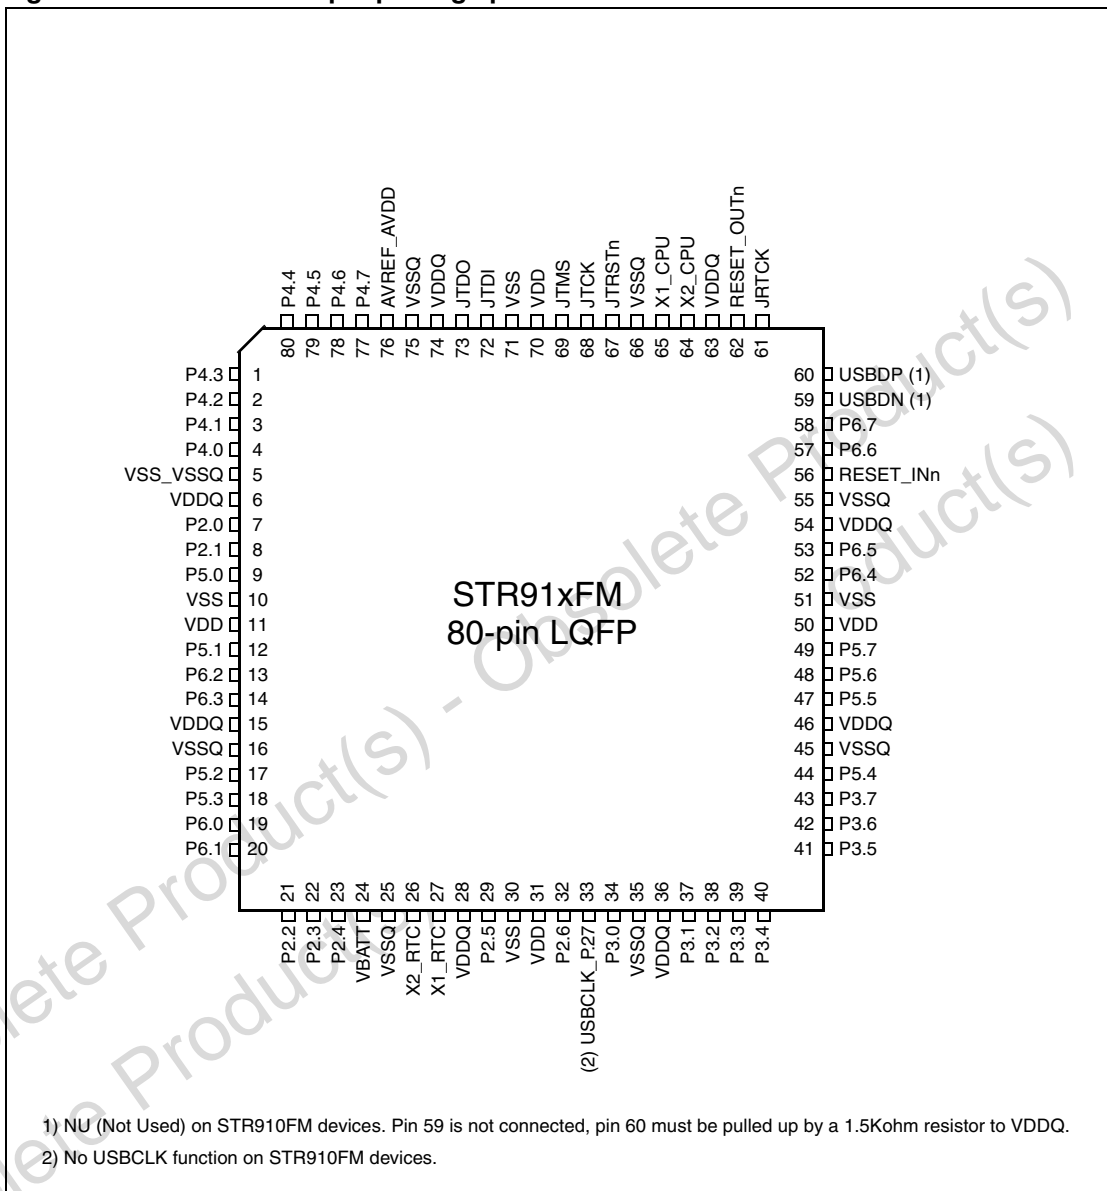 P4.4
P4.5
P4.6
P4.7
AVREF_AVDD
VSSQ
VDDQ
JTDO
JTDI
VSS
VDD
JTMS
JTCK
JTRSTn
VSSQ
X1_CPU
X2_CPU
VDDQ
RESET_OUTn
JRTCK
80
79
78
77
76
75
74
73
72
71
70
69
68
67
66
65
64
63
62
61
P4.3 1
P4.2 2
P4.1 3
P4.0 4
VSS_VSSQ 5
VDDQ 6
P2.0 7
P2.1 8
P5.0 9
VSS 10
VDD 11
P5.1 12
P6.2 13
P6.3 14
VDDQ 15
VSSQ 16
P5.2 17
P5.3 18
P6.0 19
P6.1 20
STR91xFM
80-pin LQFP
60 USBDP (1)
59 USBDN (1)
58 P6.7
57 P6.6
56 RESET_INn
55 VSSQ
54 VDDQ
53 P6.5
52 P6.4
51 VSS
50 VDD
49 P5.7
48 P5.6
47 P5.5
46 VDDQ
45 VSSQ
44 P5.4
43 P3.7
42 P3.6
41 P3.5
21
22
23
24
25
26
27
28
29
30
31
32
33
34
35
36
37
38
39
40
P2.2
P2.3
P2.4
VBATT
VSSQ
X2_RTC
X1_RTC
VDDQ
P2.5
VSS
VDD
P2.6
(2) USBCLK_P2.7
P3.0
VSSQ
VDDQ
P3.1
P3.2
P3.3
P3.4
1) NU (Not Used) on STR910FM devices. Pin 59 is not connected, pin 60 must be pulled up by a 1.5Kohm resistor to VDDQ.
2) No USBCLK function on STR910FM devices.
lete Product(s) - Obsolete Product(s)
lete Product(s
oduct(s)